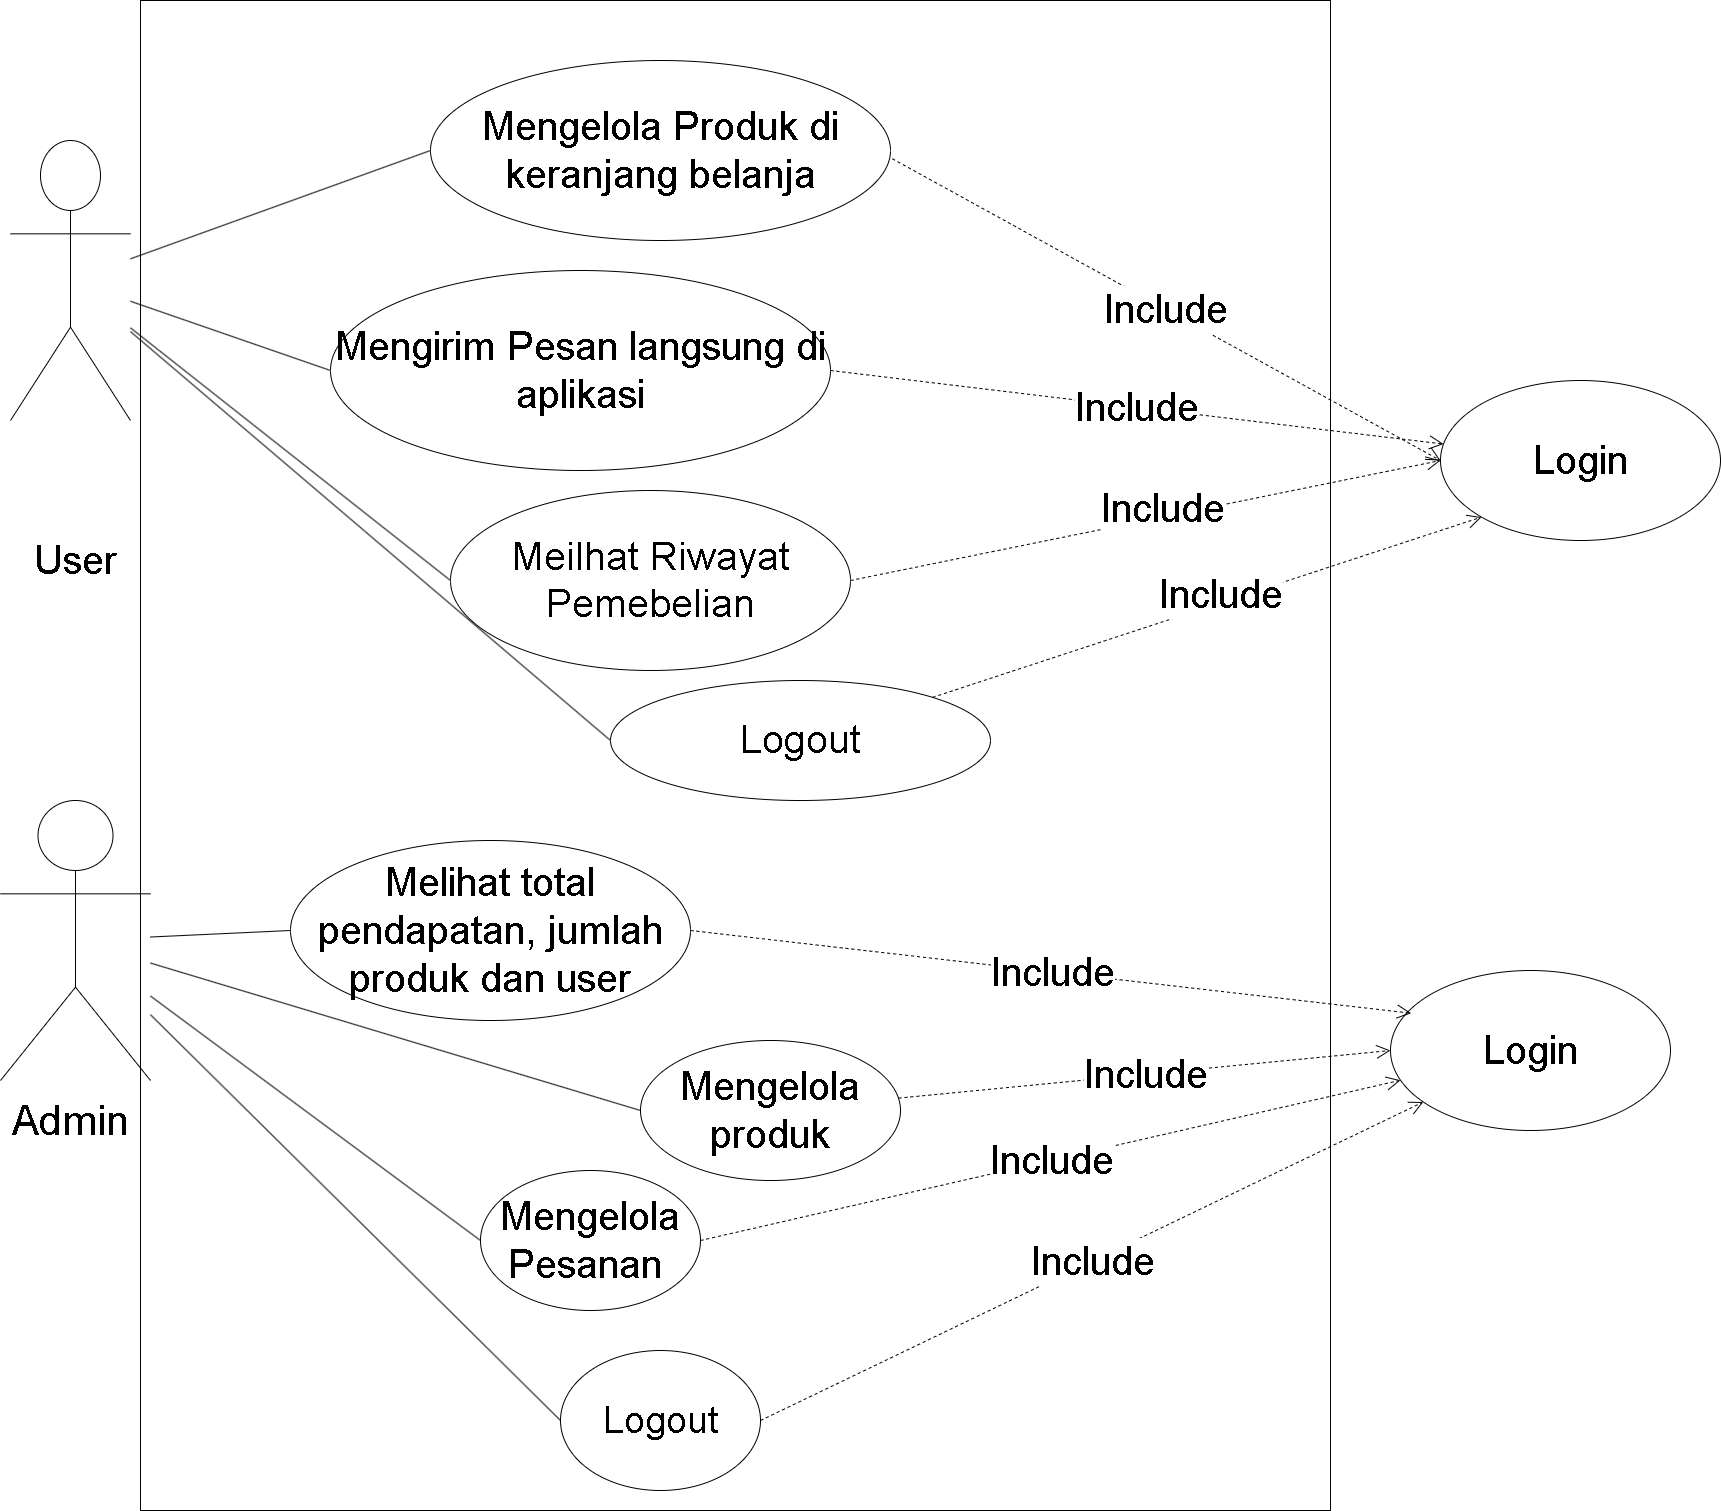 Mengelola Produk di
keranjang belanja
Include
Mengirim Pesan langsung di
aplikasi
Include
Login
Include
User
Meilhat Riwayat
Pemebelian
Include
Logout
Melihat total
pendapatan, jumlah
produk dan user
Include
Login
Include
Mengelola
produk
Admin
Include
Mengelola
Pesanan
Include
Logout